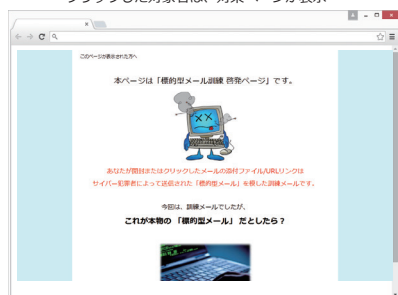 クリックした対象者は、対策ページが表示
このページが表示された方へ
本ページは「標的型メール訓練 啓発ページ」です。
あなたが開封またはクリックしたメールの添付ファイル/URLリンクは
サイバー犯罪者によって送信された「標的型メール」を模した訓練メールです。
今回は、訓練メールでしたが、
これが本物の「標的型メール」だとしたら？